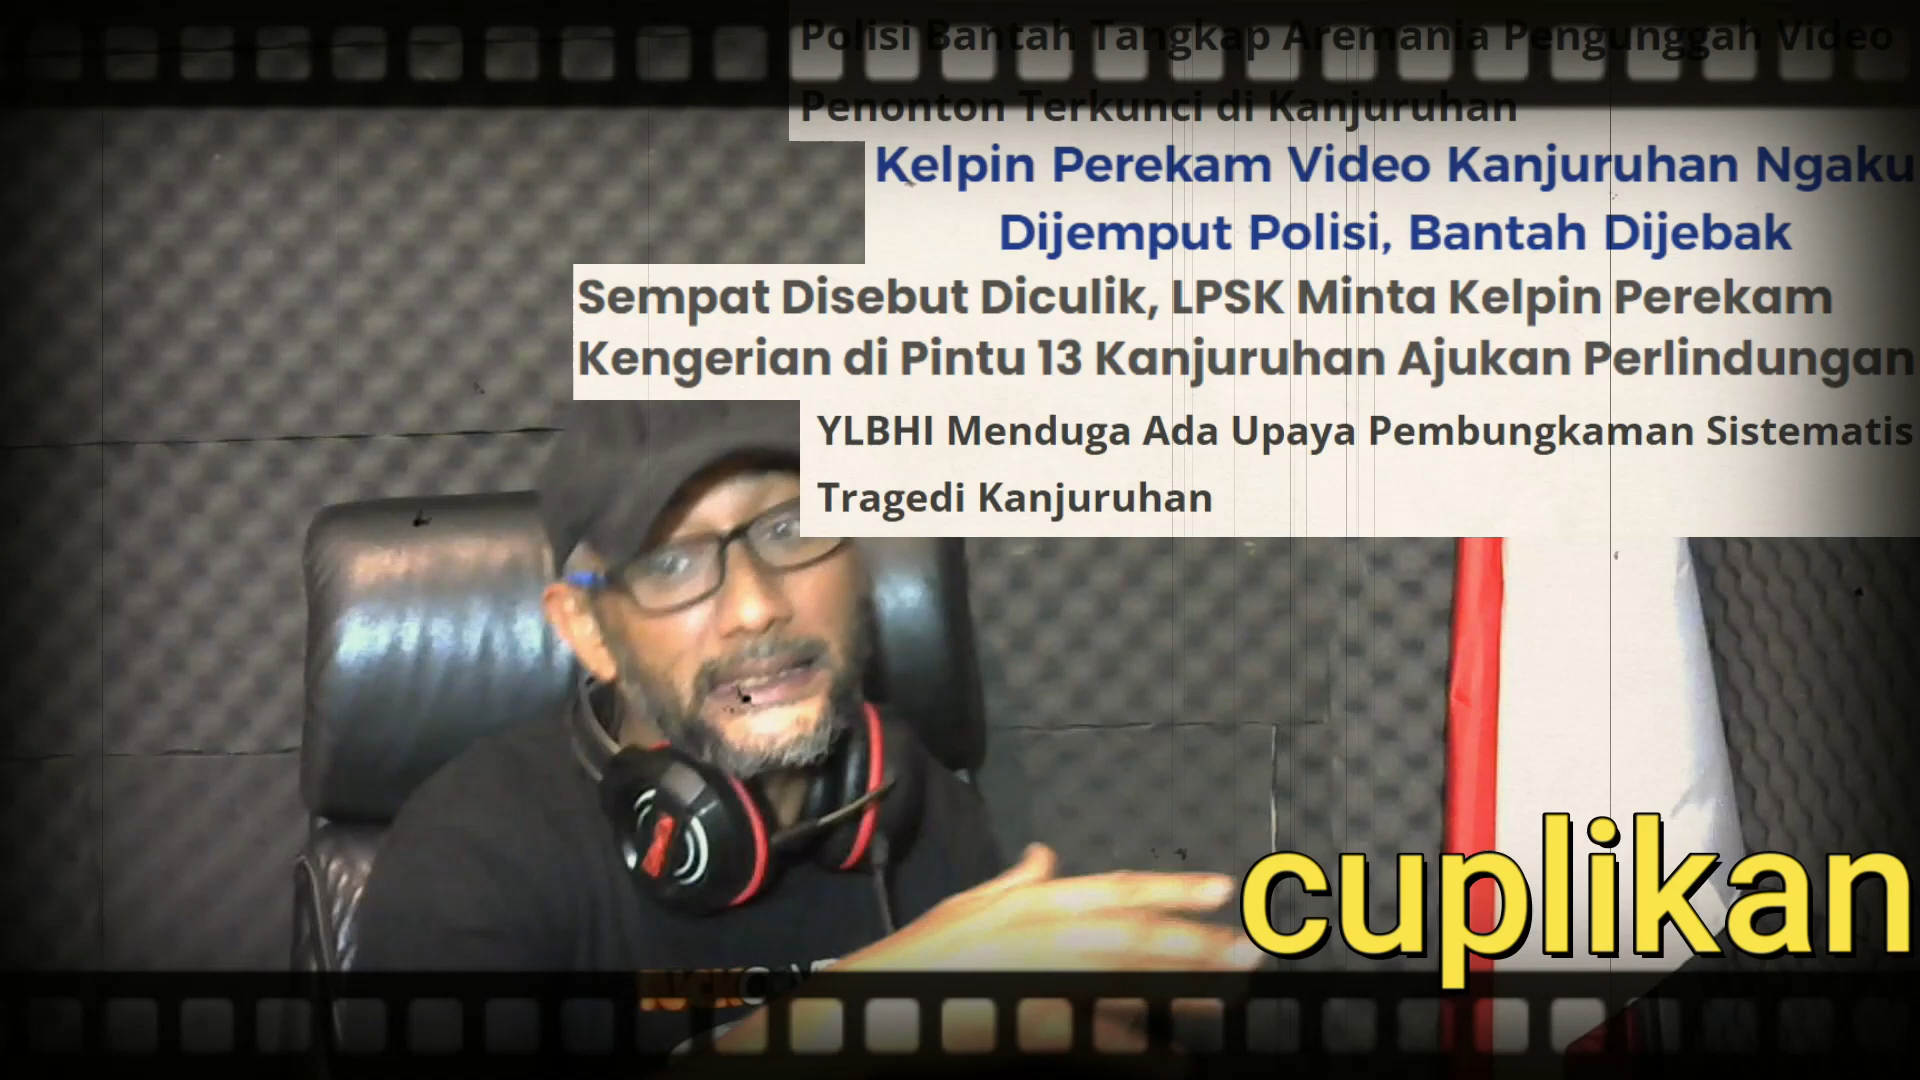 Polisi Bantah Tangkap Aremania Pengunggah Video
Penonton Terkunci di Kanjuruhan
Kelpin Perekam Video Kanjuruhan Ngaku
Dijemput Polisi, Bantah Dijebak
Sempat Disebut Diculik, LPSK Minta Kelpin Perekam
Kengerian di Pintu 13 Kanjuruhan Ajukan Perlindungan
YLBHI Menduga Ada Upaya Pembungkaman Sistematis
Tragedi Kanjuruhan
cuplikan